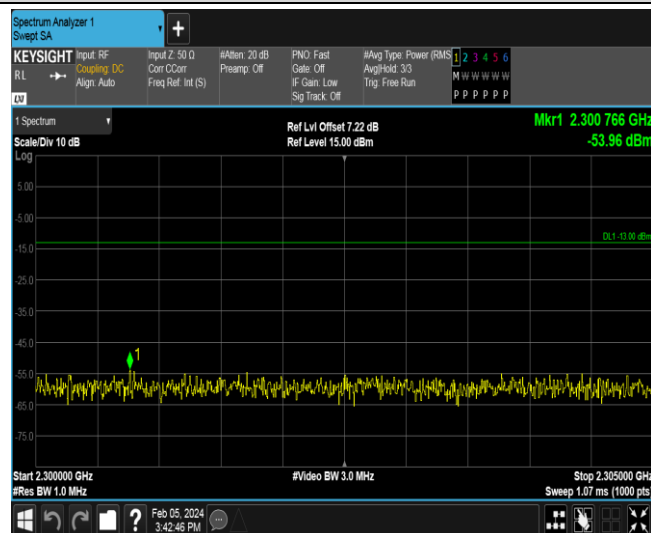 Spectrum Analyzer 1
Swept SA
+
KEYSIGHT Input: RF Input Z: 50 Ω #Atten: 20 dB PNO: Fast #Avg Type: Power (RMS 1 2 3 4 5 6
RL Coupling: DC Corr CCorr Preamp: Off Gate: Off Avg|Hold: 3/3 M W W W W W
Align: Auto Freq Ref: Int (S) IF Gain: Low Trig: Free Run
Sig Track: Off P P P P P P
LXI
1 Spectrum Ref Lvl Offset 7.22 dB Mkr1 2.300 766 GHz
Scale/Div 10 dB Ref Level 15.00 dBm -53.96 dBm
Log
5.00
-5.00
DL1 -13.00 dBm
-15.0
-25.0
-35.0
-45.0
1
-55.0
-65.0
-75.0
Start 2.300000 GHz #Video BW 3.0 MHz Stop 2.305000 GHz
#Res BW 1.0 MHz Sweep 1.07 ms (1000 pts)
? Feb 05, 2024
3:42:46 PM